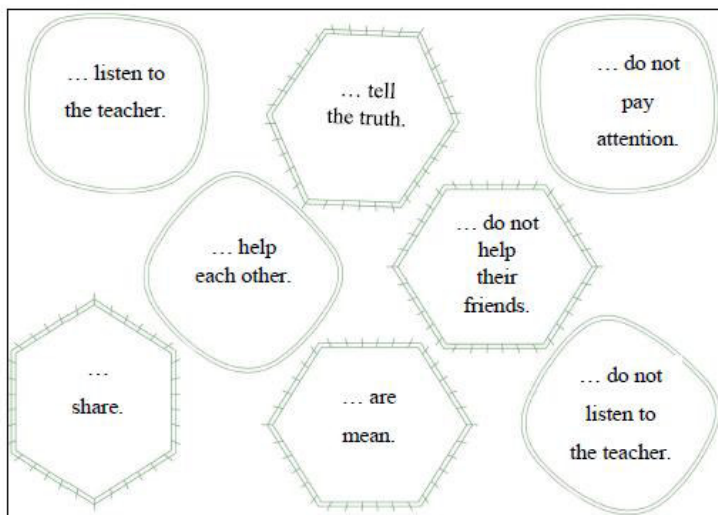 … listen to
the teacher.
… tell
the truth.
… do not
pay
attention.
… help
each other.
… do not
help
their
friends.
…
share.
… are
mean.
… do not
listen to
the teacher.